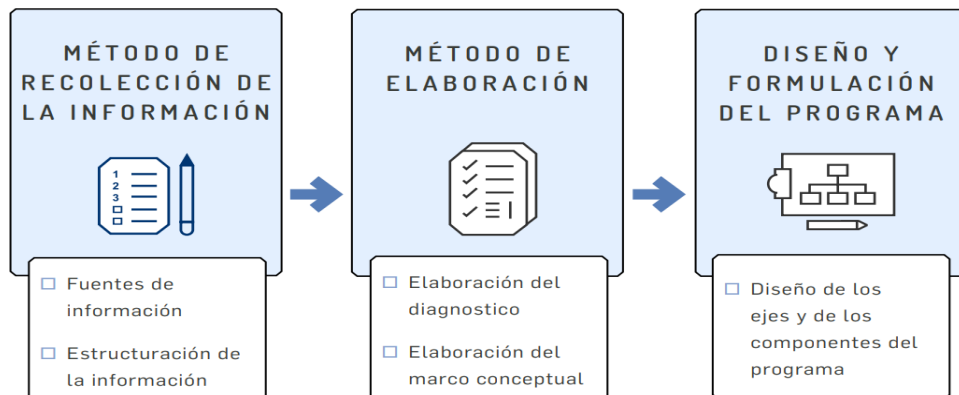 MÉTODO DE
RECOLECCIÓN DE
LA INFORMACIÓN
1
2
3
Fuentes de
información
Estructuración de
la información
MÉTODO DE
ELABORACIÓN
Elaboración del
diagnostico
Elaboración del
marco conceptual
DISEÑO Y
FORMULACIÓN
DEL PROGRAMA
Diseño de los
ejes y de los
componentes del
programa